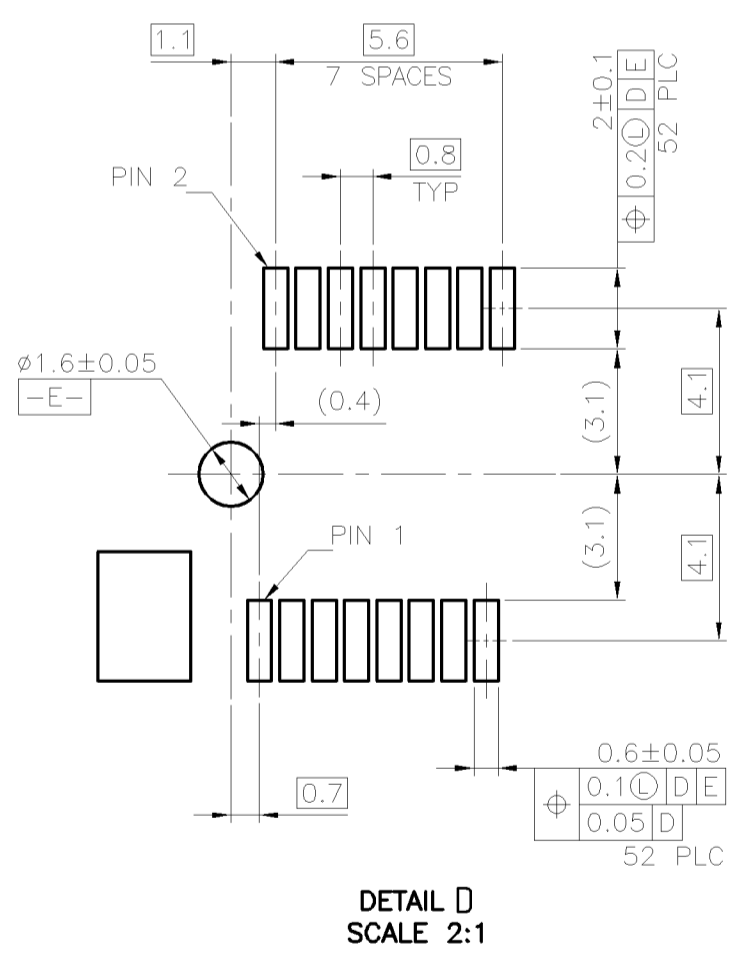 1.1
5.6
7 SPACES
0.8
TYP
PIN 2
2±0.1
⌖ 0.2Ⓛ D E
52 PLC
⌀1.6±0.05
-E-
(0.4)
(3.1)
4.1
PIN 1
(3.1)
4.1
0.7
0.6±0.05
⌖ 0.1Ⓛ D E
0.05 D
52 PLC
DETAIL D
SCALE 2:1